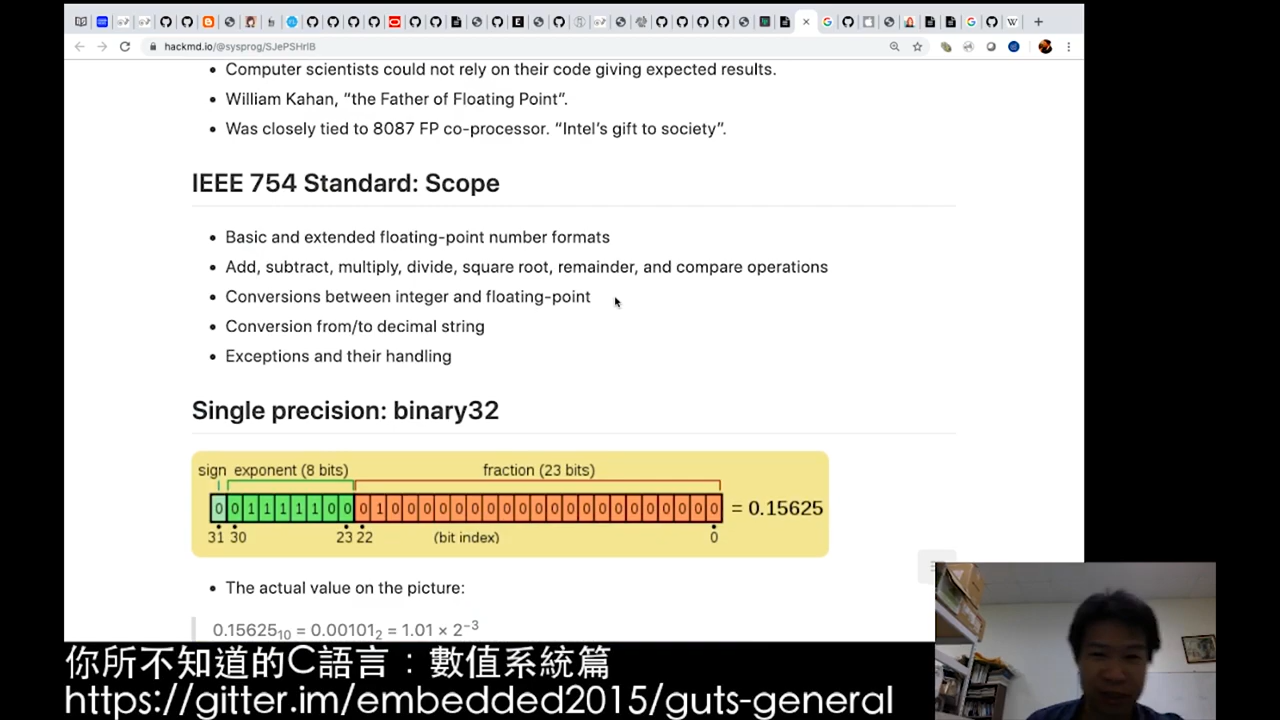 hackmd.io/@sysprog/SJePSHrlB
Computer scientists could not rely on their code giving expected results.
William Kahan, “the Father of Floating Point”.
Was closely tied to 8087 FP co-processor. “Intel’s gift to society”.
IEEE 754 Standard: Scope
Basic and extended floating-point number formats
Add, subtract, multiply, divide, square root, remainder, and compare operations
Conversions between integer and floating-point
Conversion from/to decimal string
Exceptions and their handling
Single precision: binary32
sign exponent (8 bits) fraction (23 bits)
0 0 1 1 1 1 1 0 0 0 1 0 0 0 0 0 0 0 0 0 0 0 0 0 0 0 0 0 0 0 0 0 = 0.15625
31 30 23 22 (bit index) 0
The actual value on the picture:
0.15625₁₀ = 0.00101₂ = 1.01 × 2⁻³
你所不知道的C語言：數值系統篇
https://gitter.im/embedded2015/guts-general